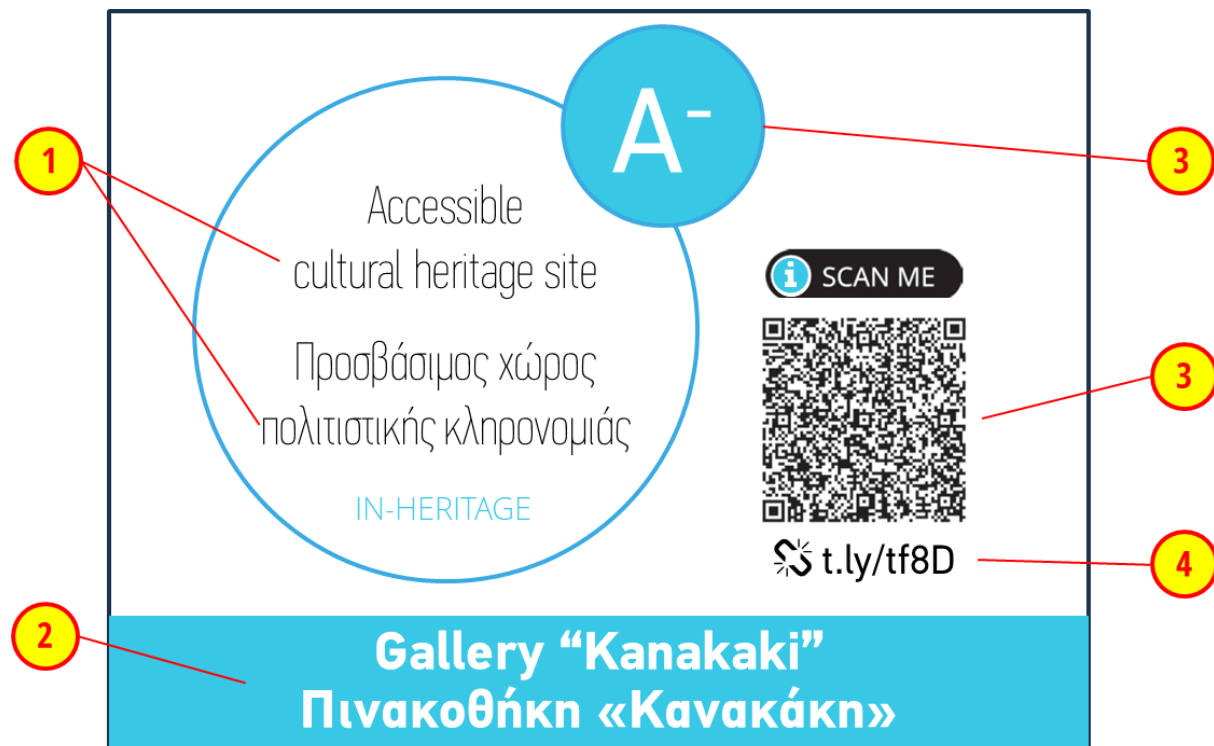 A-
1
3
Accessible
cultural heritage site
SCAN ME
Προσβάσιμος χώρος
πολιτιστικής κληρονομιάς
3
IN-HERITAGE
t.ly/tf8D
4
2
Gallery “Kanakaki”
Πινακοθήκη «Κανακάκη»